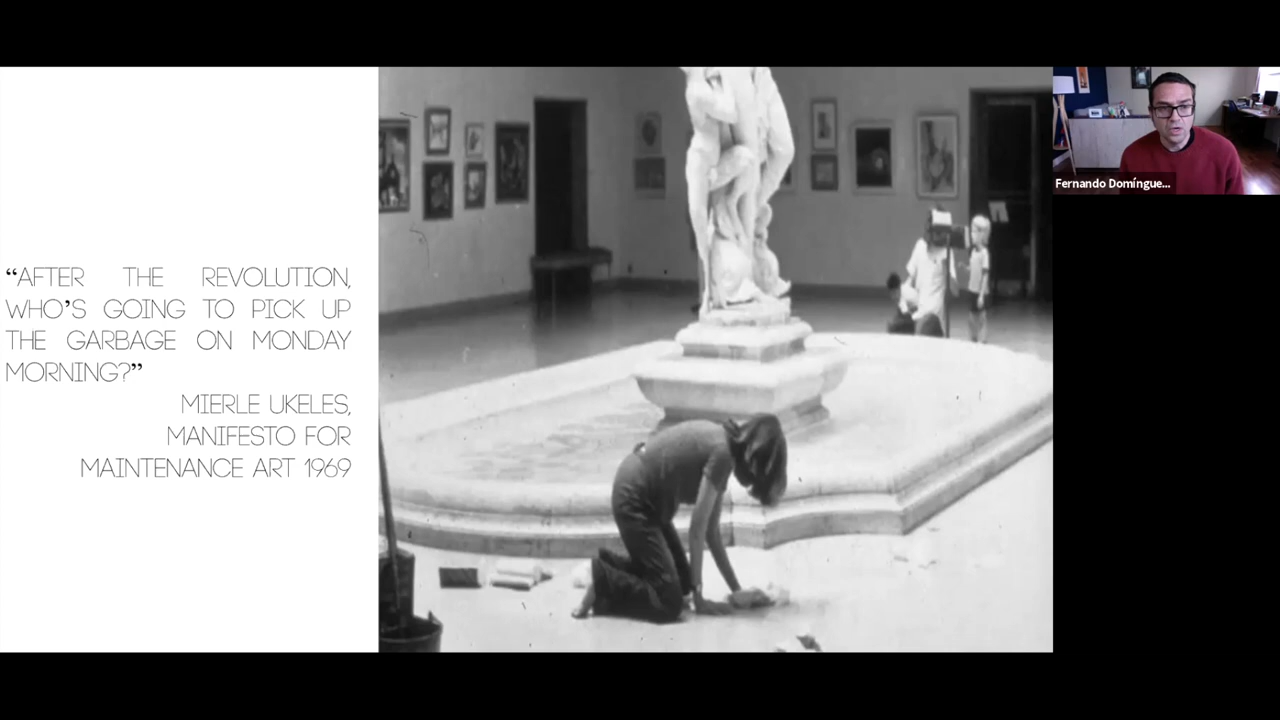 “AFTER THE REVOLUTION,
WHO’S GOING TO PICK UP
THE GARBAGE ON MONDAY
MORNING?”
MIERLE UKELES,
MANIFESTO FOR
MAINTENANCE ART 1969
Fernando Domíngue...